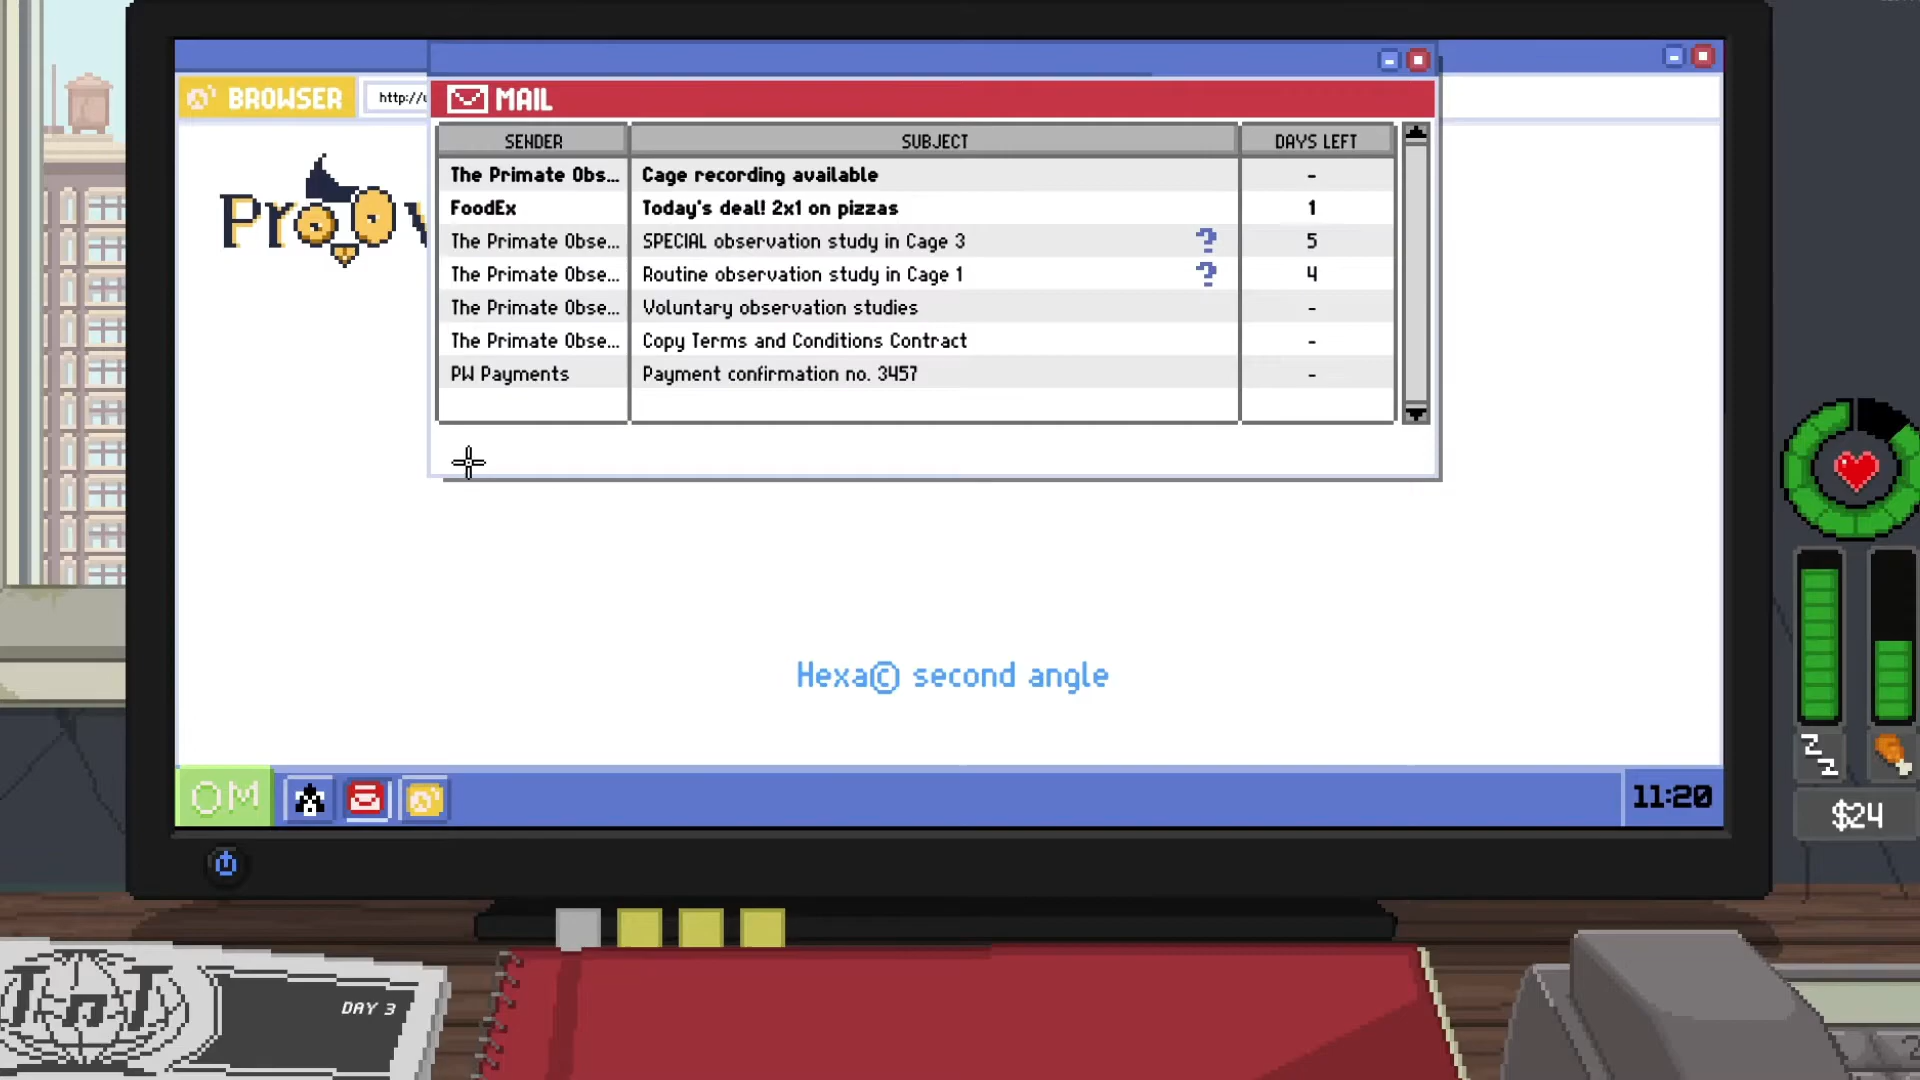 BROWSER
http://u
MAIL
SENDER SUBJECT DAYS LEFT
The Primate Obs... Cage recording available -
FoodEx Today's deal! 2x1 on pizzas 1
The Primate Obse... SPECIAL observation study in Cage 3 ? 5
The Primate Obse... Routine observation study in Cage 1 ? 4
The Primate Obse... Voluntary observation studies -
The Primate Obse... Copy Terms and Conditions Contract -
PW Payments Payment confirmation no. 3457 -
Hexa© second angle
OM
11:20
zz
$24
DAY 3